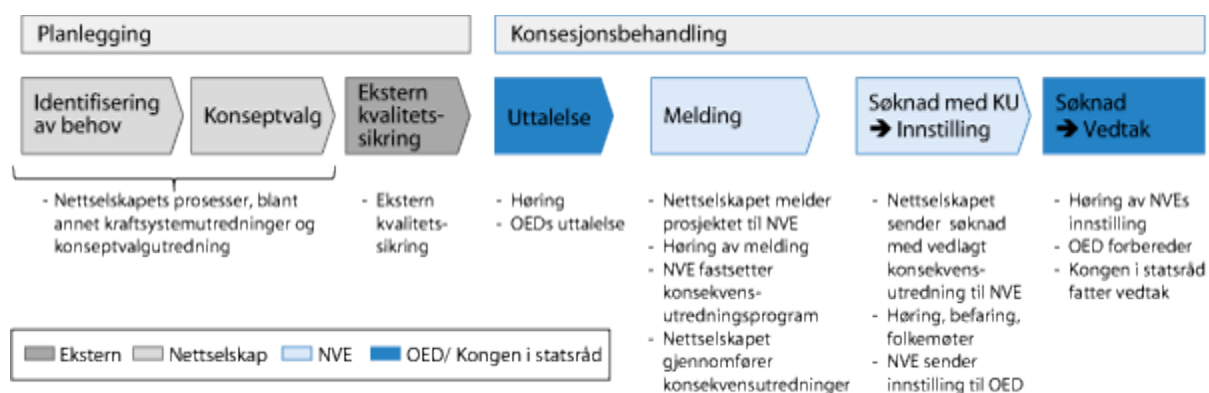 Planlegging
Konsesjonsbehandling
Identifisering
av behov
Konseptvalg
Ekstern
kvalitets-
sikring
Uttalelse
Melding
Søknad med KU
➔ Innstilling
Søknad
➔ Vedtak
- Nettselskapets prosesser, blant
annet kraftsystemutredninger og
konseptvalgutredning
- Ekstern
kvalitets-
sikring
- Høring
- OEDs uttalelse
- Nettselskapet melder
prosjektet til NVE
- Høring av melding
- NVE fastsetter
konsekvens-
utredningsprogram
- Nettselskapet
gjennomfører
konsekvensutredninger
- Nettselskapet
sender søknad
med vedlagt
konsekvens-
utredning til NVE
- Høring, befaring,
folkemøter
- NVE sender
innstilling til OED
- Høring av NVEs
innstilling
- OED forbereder
- Kongen i statsråd
fatter vedtak
Ekstern
Nettselskap
NVE
OED/ Kongen i statsråd